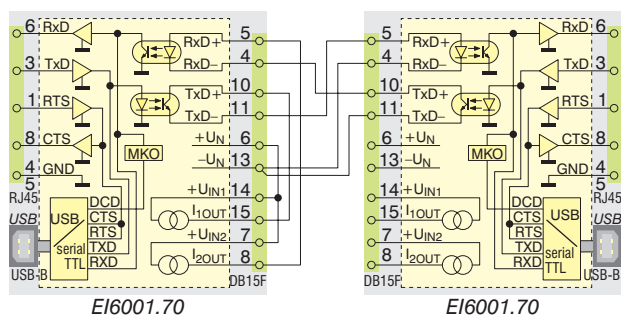 6 RxD RxD+ 5 5 RxD+ RxD 6
RxD– 4 4 RxD–
3 TxD TxD+ 10 10 TxD+ TxD 3
1 RTS TxD– 11 11 TxD– RTS 1
8 CTS +UN 6 6 +UN CTS 8
MKO –UN 13 13 –UN MKO
4 GND GND 4
5 DCD +UIN1 14 14 +UIN1 DCD 5
RJ45 CTS I1OUT 15 15 I1OUT CTS RJ45
USB USB RTS +UIN2 7 7 +UIN2 RTS USB USB
serial TXD TXD serial
TTL RXD I2OUT 8 8 I2OUT RXD TTL
USB-B DB15F DB15F USB-B
EI6001.70 EI6001.70